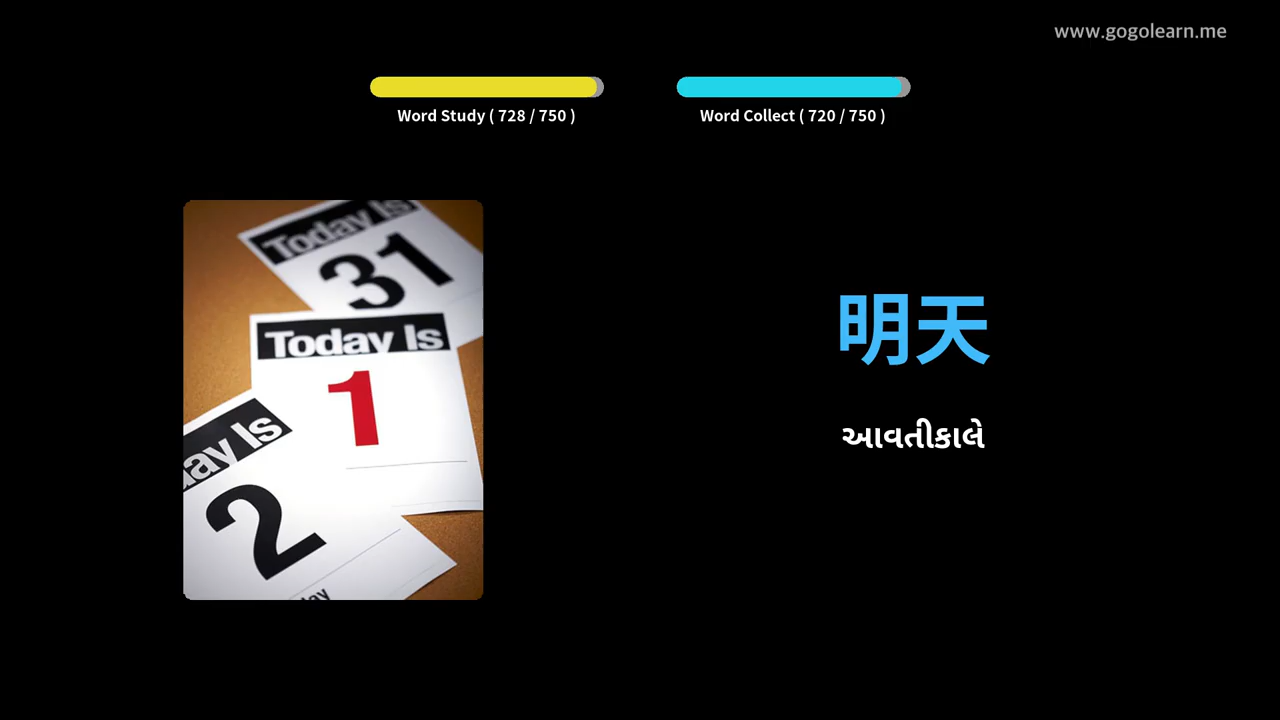 www.gogolearn.me
Word Study ( 728 / 750 )
Word Collect ( 720 / 750 )
Today Is
31
Today Is
1
ay Is
2
明天
આવતીકાલે